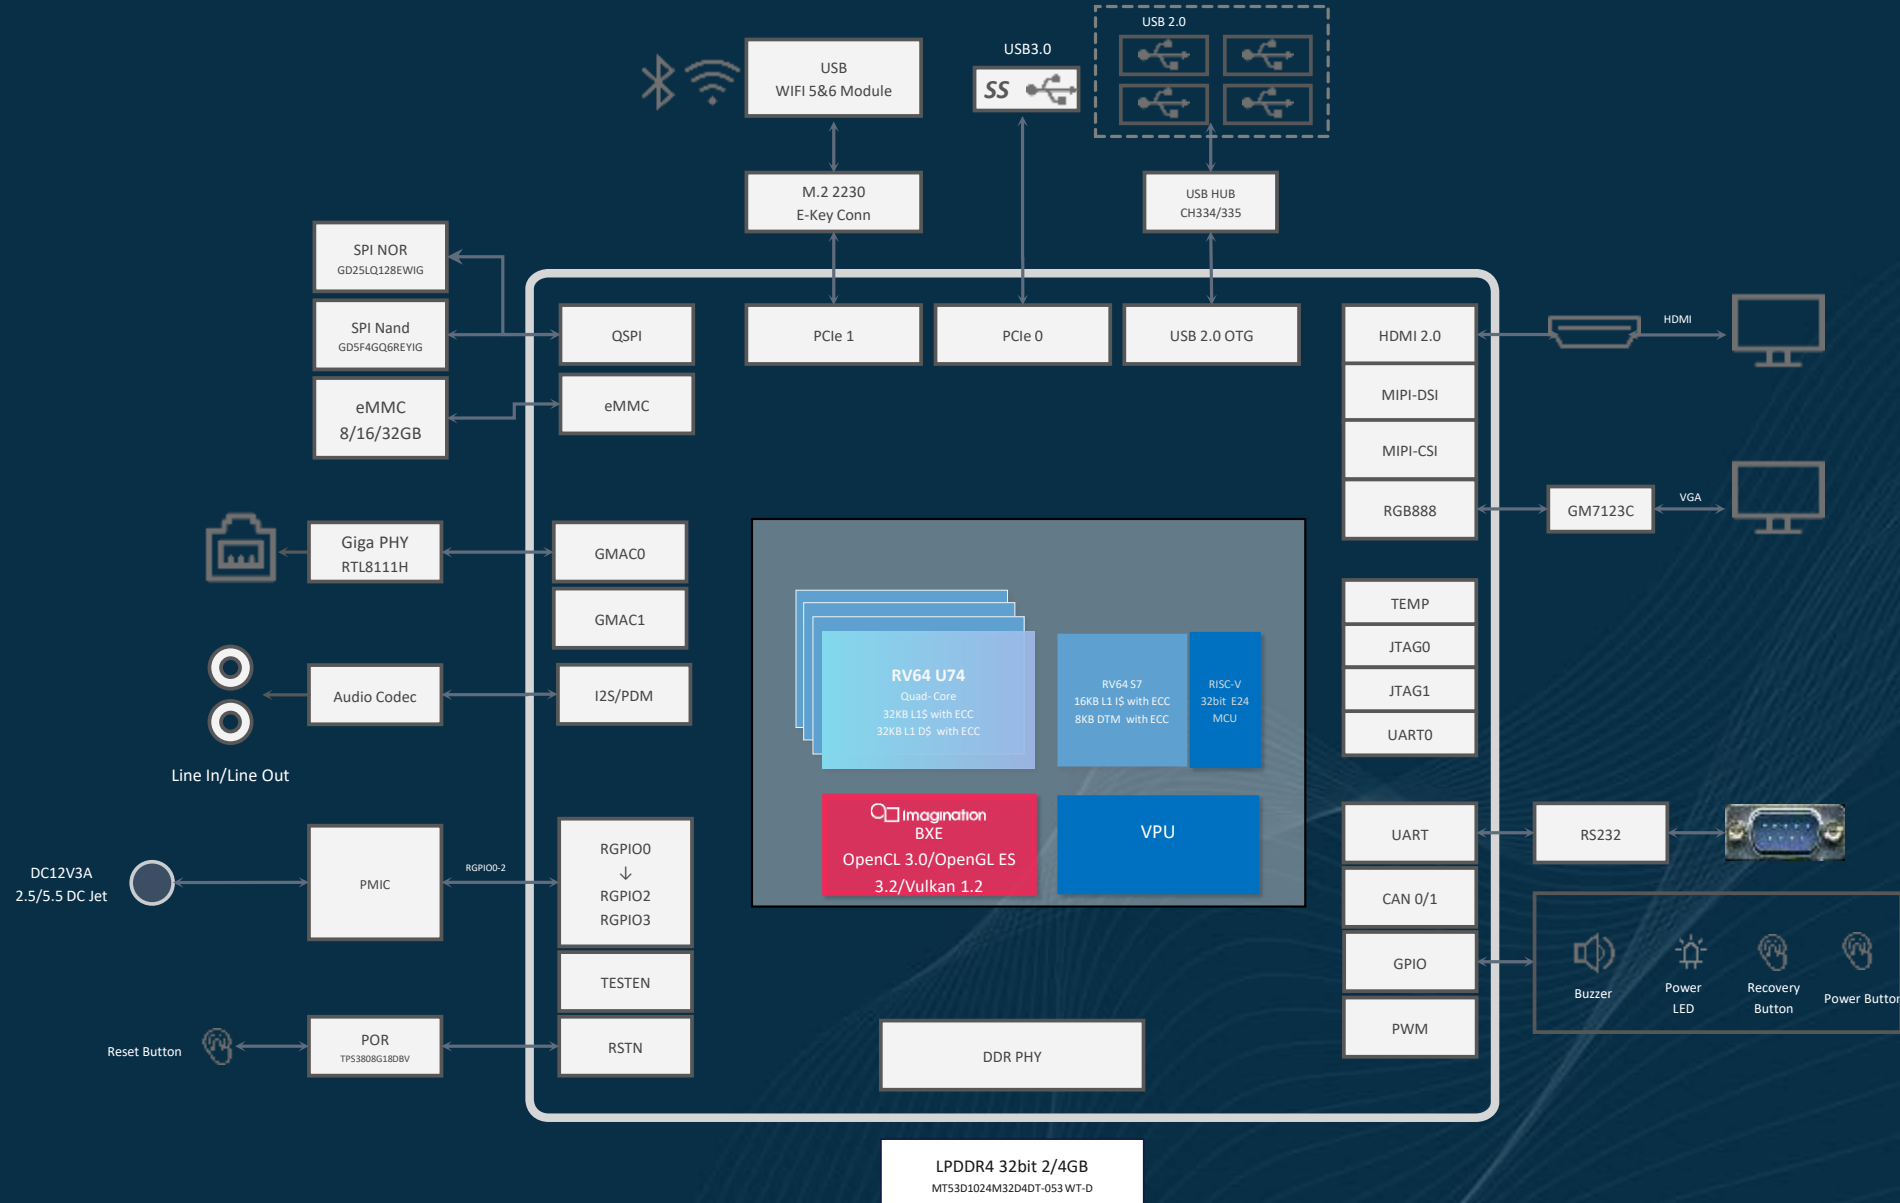 USB 2.0
USB3.0
SS
USB
WIFI 5&6 Module
M.2 2230
E-Key Conn
USB HUB
CH334/335
SPI NOR
GD25LQ128EWIG
SPI Nand
GD5F4GQ6REYIG
eMMC
8/16/32GB
QSPI
eMMC
PCIe 1
PCIe 0
USB 2.0 OTG
HDMI 2.0
HDMI
MIPI-DSI
MIPI-CSI
RGB888
GM7123C
VGA
Giga PHY
RTL8111H
GMAC0
GMAC1
Audio Codec
I2S/PDM
Line In/Line Out
RV64 U74
Quad-Core
32KB L1$ with ECC
32KB L1 D$ with ECC
RV64 S7
16KB L1 I$ with ECC
8KB DTM with ECC
RISC-V
32bit E24
MCU
Imagination
BXE
OpenCL 3.0/OpenGL ES
3.2/Vulkan 1.2
VPU
TEMP
JTAG0
JTAG1
UART0
UART
RS232
CAN 0/1
GPIO
PWM
Buzzer
Power
LED
Recovery
Button
Power Button
DC12V3A
2.5/5.5 DC Jet
PMIC
RGPIO0-2
RGPIO0
↓
RGPIO2
RGPIO3
TESTEN
RSTN
Reset Button
POR
TPS3808G18DBV
DDR PHY
LPDDR4 32bit 2/4GB
MT53D1024M32D4DT-053 WT-D